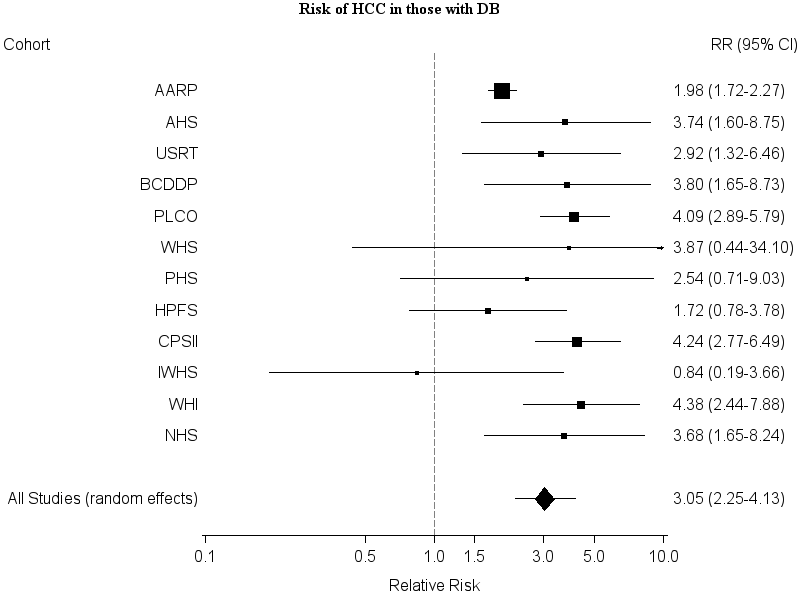 Risk of HCC in those with DB
Cohort RR (95% CI)
AARP 1.98 (1.72-2.27)
AHS 3.74 (1.60-8.75)
USRT 2.92 (1.32-6.46)
BCDDP 3.80 (1.65-8.73)
PLCO 4.09 (2.89-5.79)
WHS 3.87 (0.44-34.10)
PHS 2.54 (0.71-9.03)
HPFS 1.72 (0.78-3.78)
CPSII 4.24 (2.77-6.49)
IWHS 0.84 (0.19-3.66)
WHI 4.38 (2.44-7.88)
NHS 3.68 (1.65-8.24)
All Studies (random effects) 3.05 (2.25-4.13)
0.1 0.5 1.0 1.5 3.0 5.0 10.0
Relative Risk